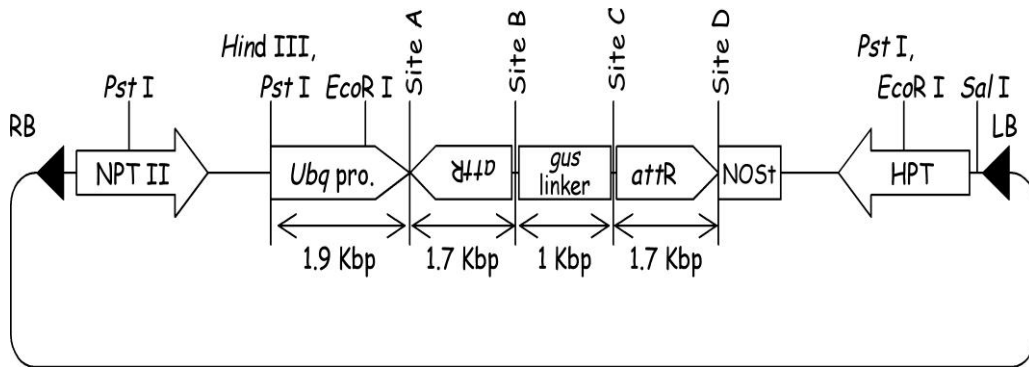 Hind III,
Pst I,
Pst I
Pst I EcoR I
EcoR I Sal I
Site A
Site B
Site C
Site D
RB
LB
NPT II
Ubq pro.
attR
gus
linker
attR
NOSt
HPT
1.9 Kbp
1.7 Kbp
1 Kbp
1.7 Kbp